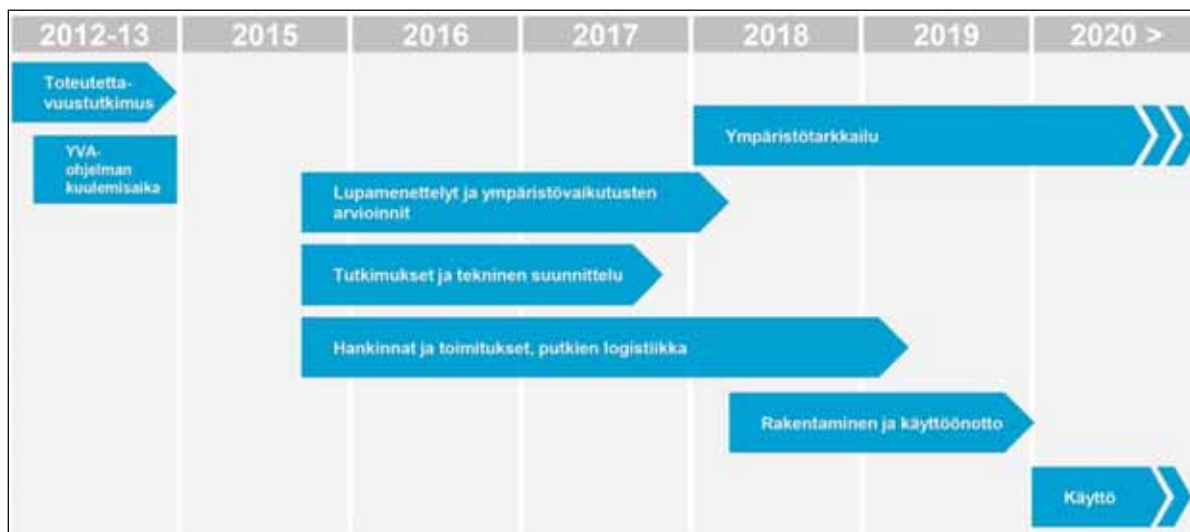 2012-13 2015 2016 2017 2018 2019 2020 >
Toteutetta-
vuustutkimus
YVA-
ohjelman
kuulemisaika
Ympäristötarkkailu
Lupamenettelyt ja ympäristövaikutusten
arvioinnit
Tutkimukset ja tekninen suunnittelu
Hankinnat ja toimitukset, putkien logistiikka
Rakentaminen ja käyttöönotto
Käyttö